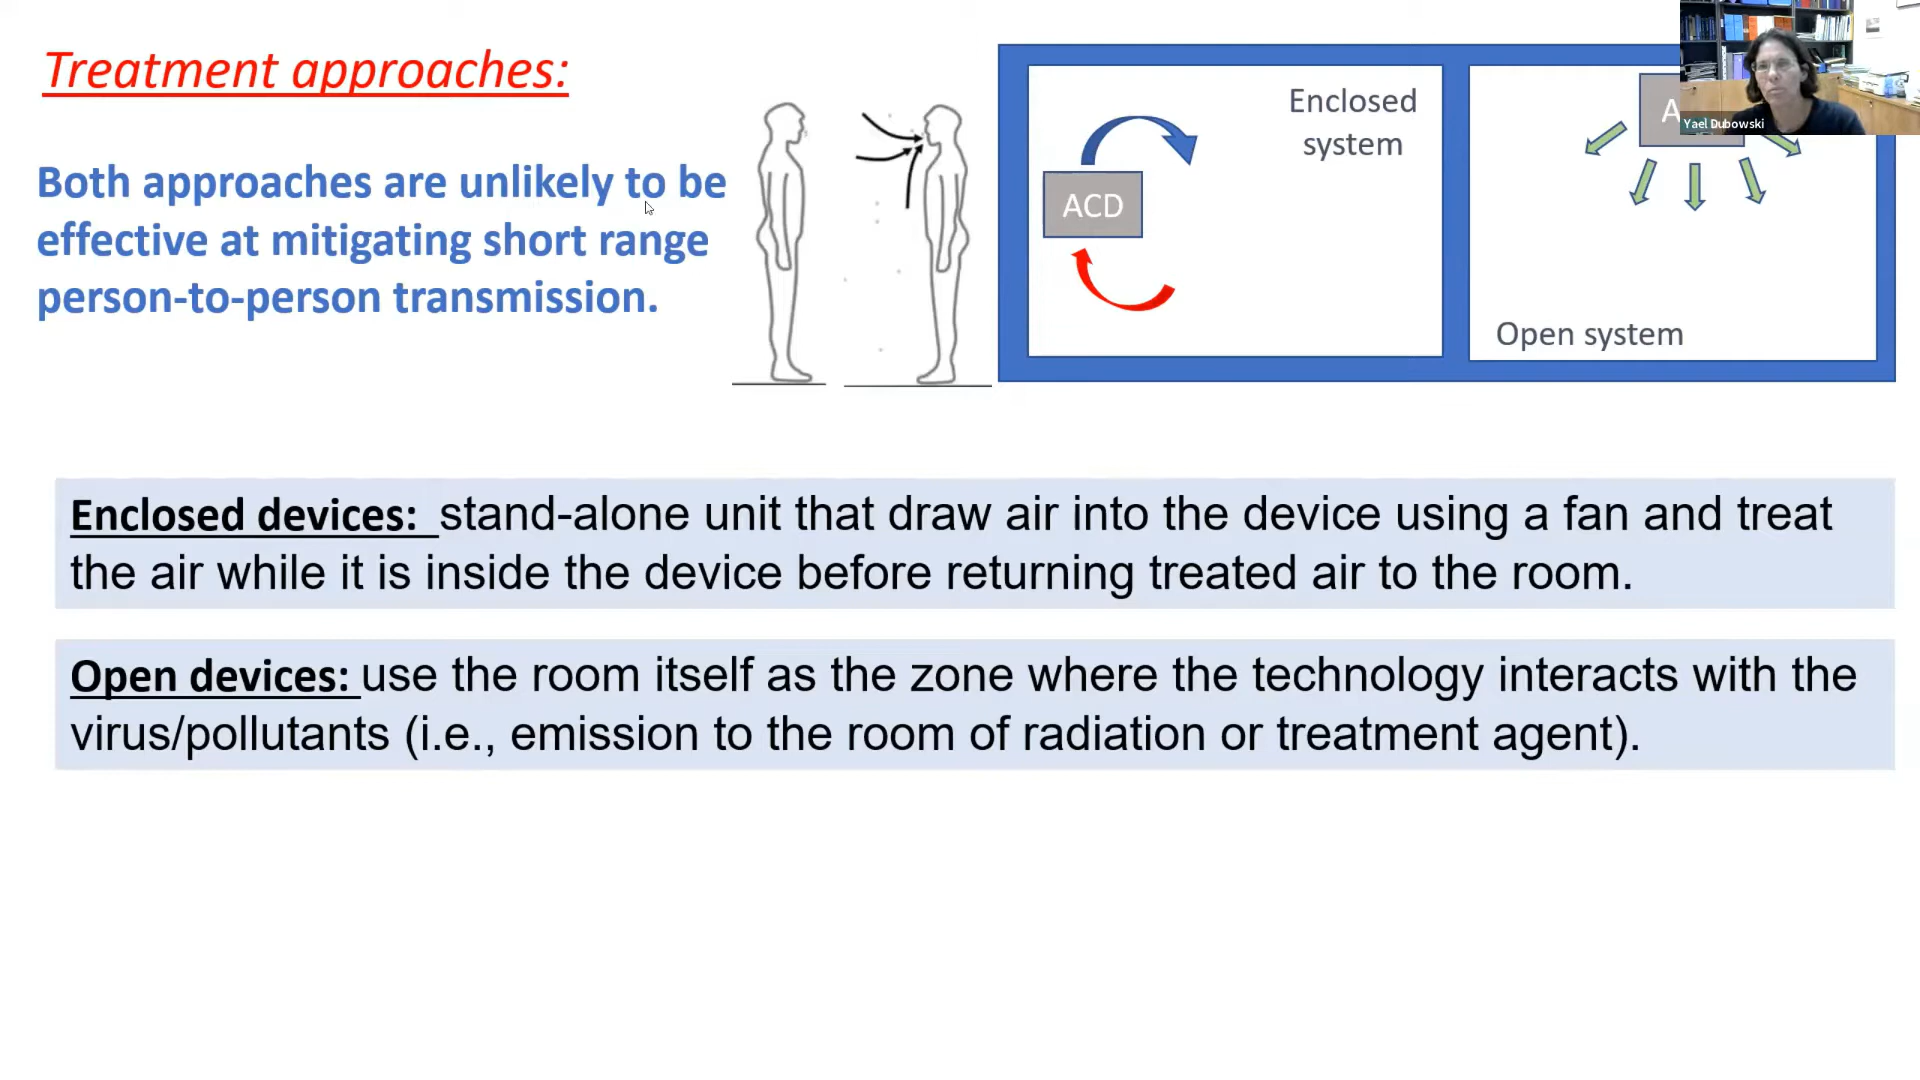 Treatment approaches:
Both approaches are unlikely to be
effective at mitigating short range
person-to-person transmission.
Enclosed
system
ACD
Open system
Yael Dubowski
Enclosed devices: stand-alone unit that draw air into the device using a fan and treat
the air while it is inside the device before returning treated air to the room.
Open devices: use the room itself as the zone where the technology interacts with the
virus/pollutants (i.e., emission to the room of radiation or treatment agent).